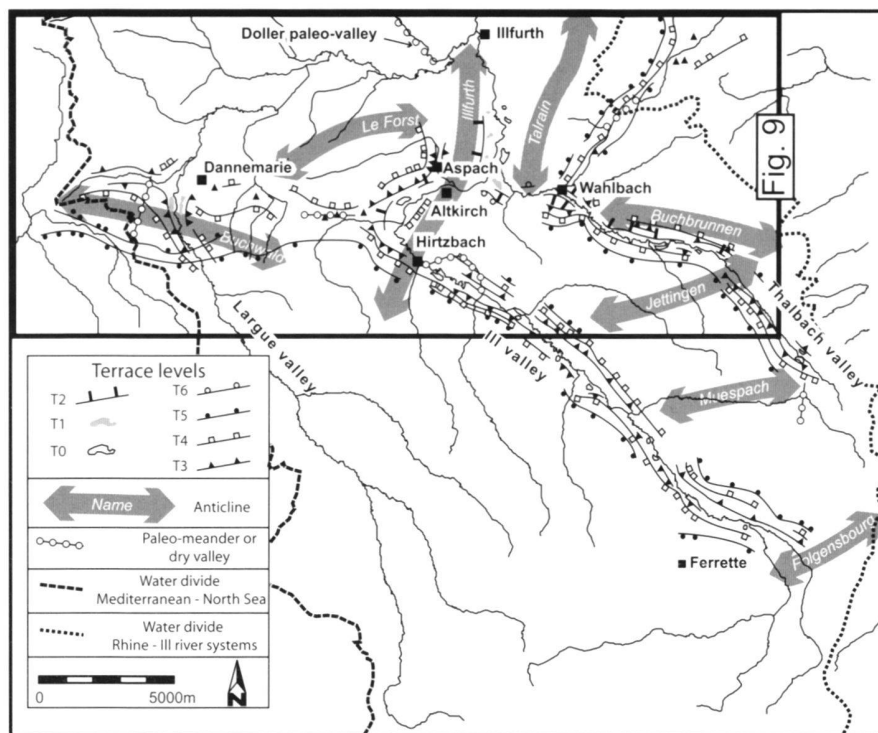 Doller paleo-valley
Illfurth
Illfurth
Talrain
Le Forst
Dannemarie
Aspach
Altkirch
Wahlbach
Fig. 9
Buchwald
Hirtzbach
Buchbrunnen
Jettingen
Thalbach valley
Largue valley
Ill valley
Muespach
Ferrette
Folgensbourg
Terrace levels
T2
T6
T1
T5
T0
T4
T3
Name
Anticline
Paleo-meander or
dry valley
Water divide
Mediterranean - North Sea
Water divide
Rhine - Ill river systems
0
5000m
N